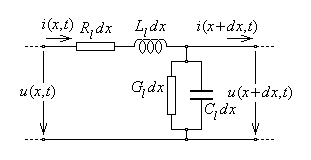 i(x,t) R_l dx L_l dx i(x+dx,t)
u(x,t) G_l dx C_l dx u(x+dx,t)